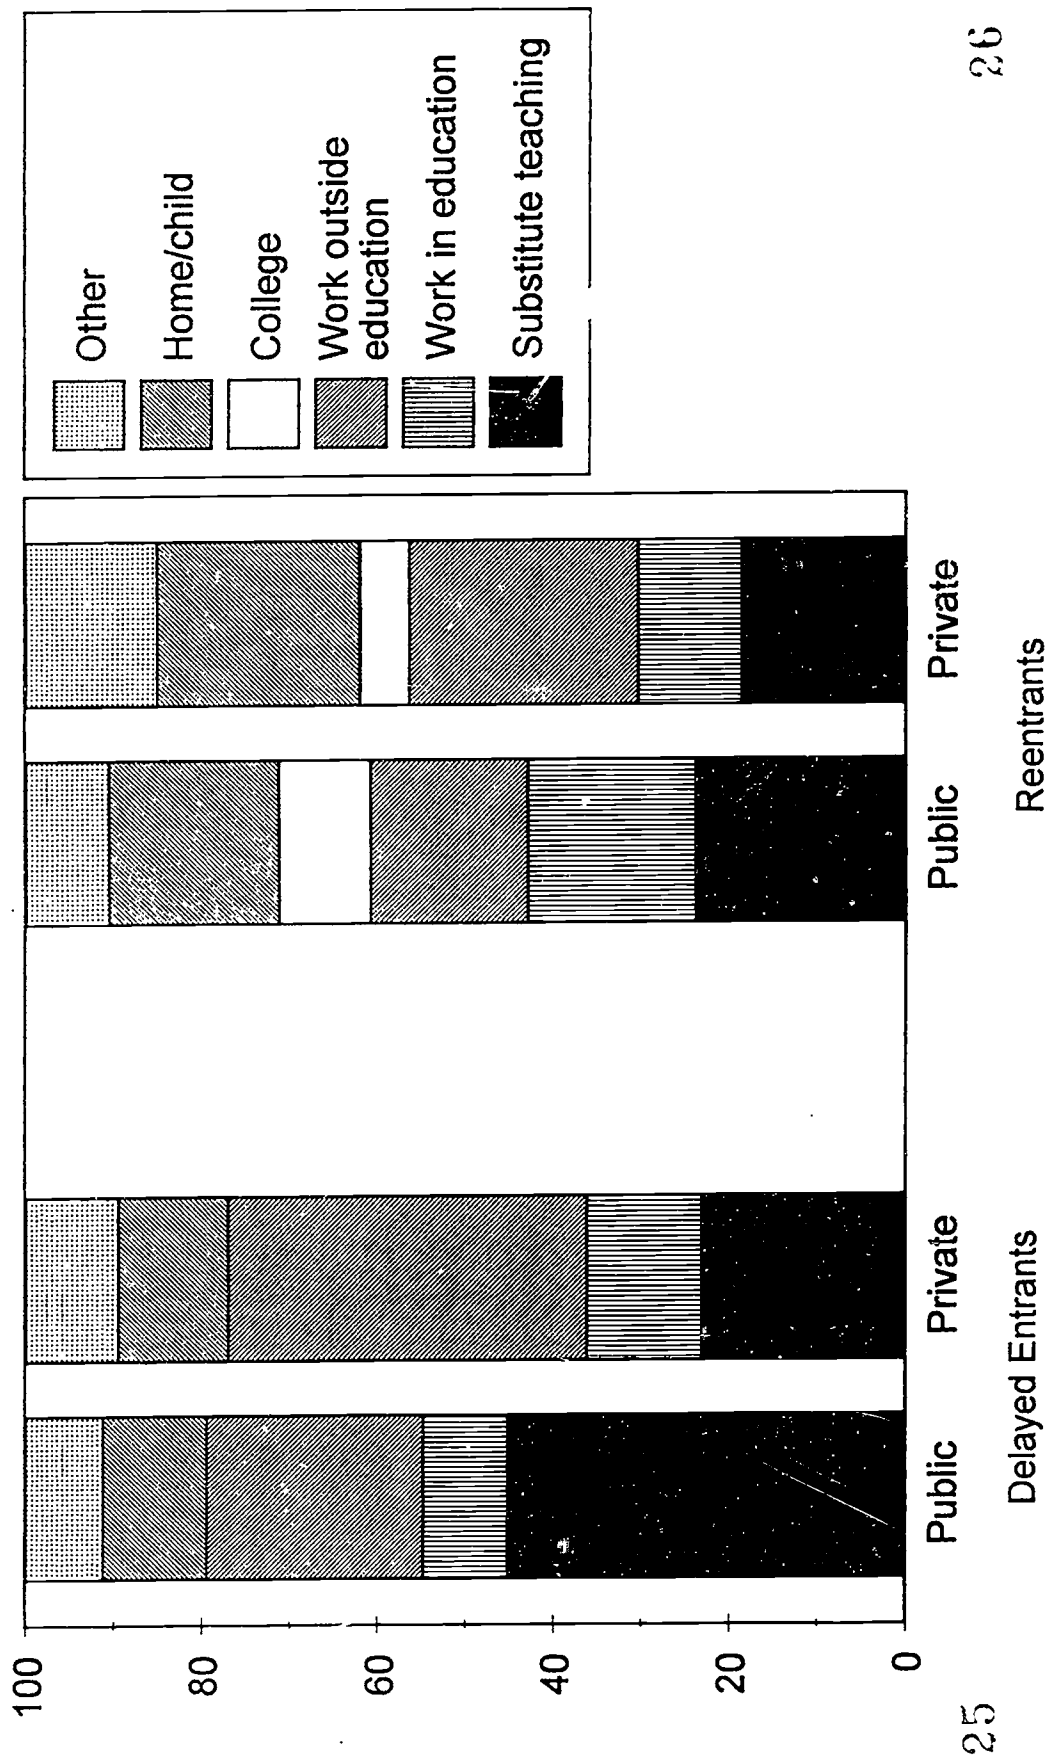 100
80
60
40
20
0
Public
Private
Public
Private
Delayed Entrants
Reentrants
Other
Home/child
College
Work outside
education
Work in education
Substitute teaching
25
26